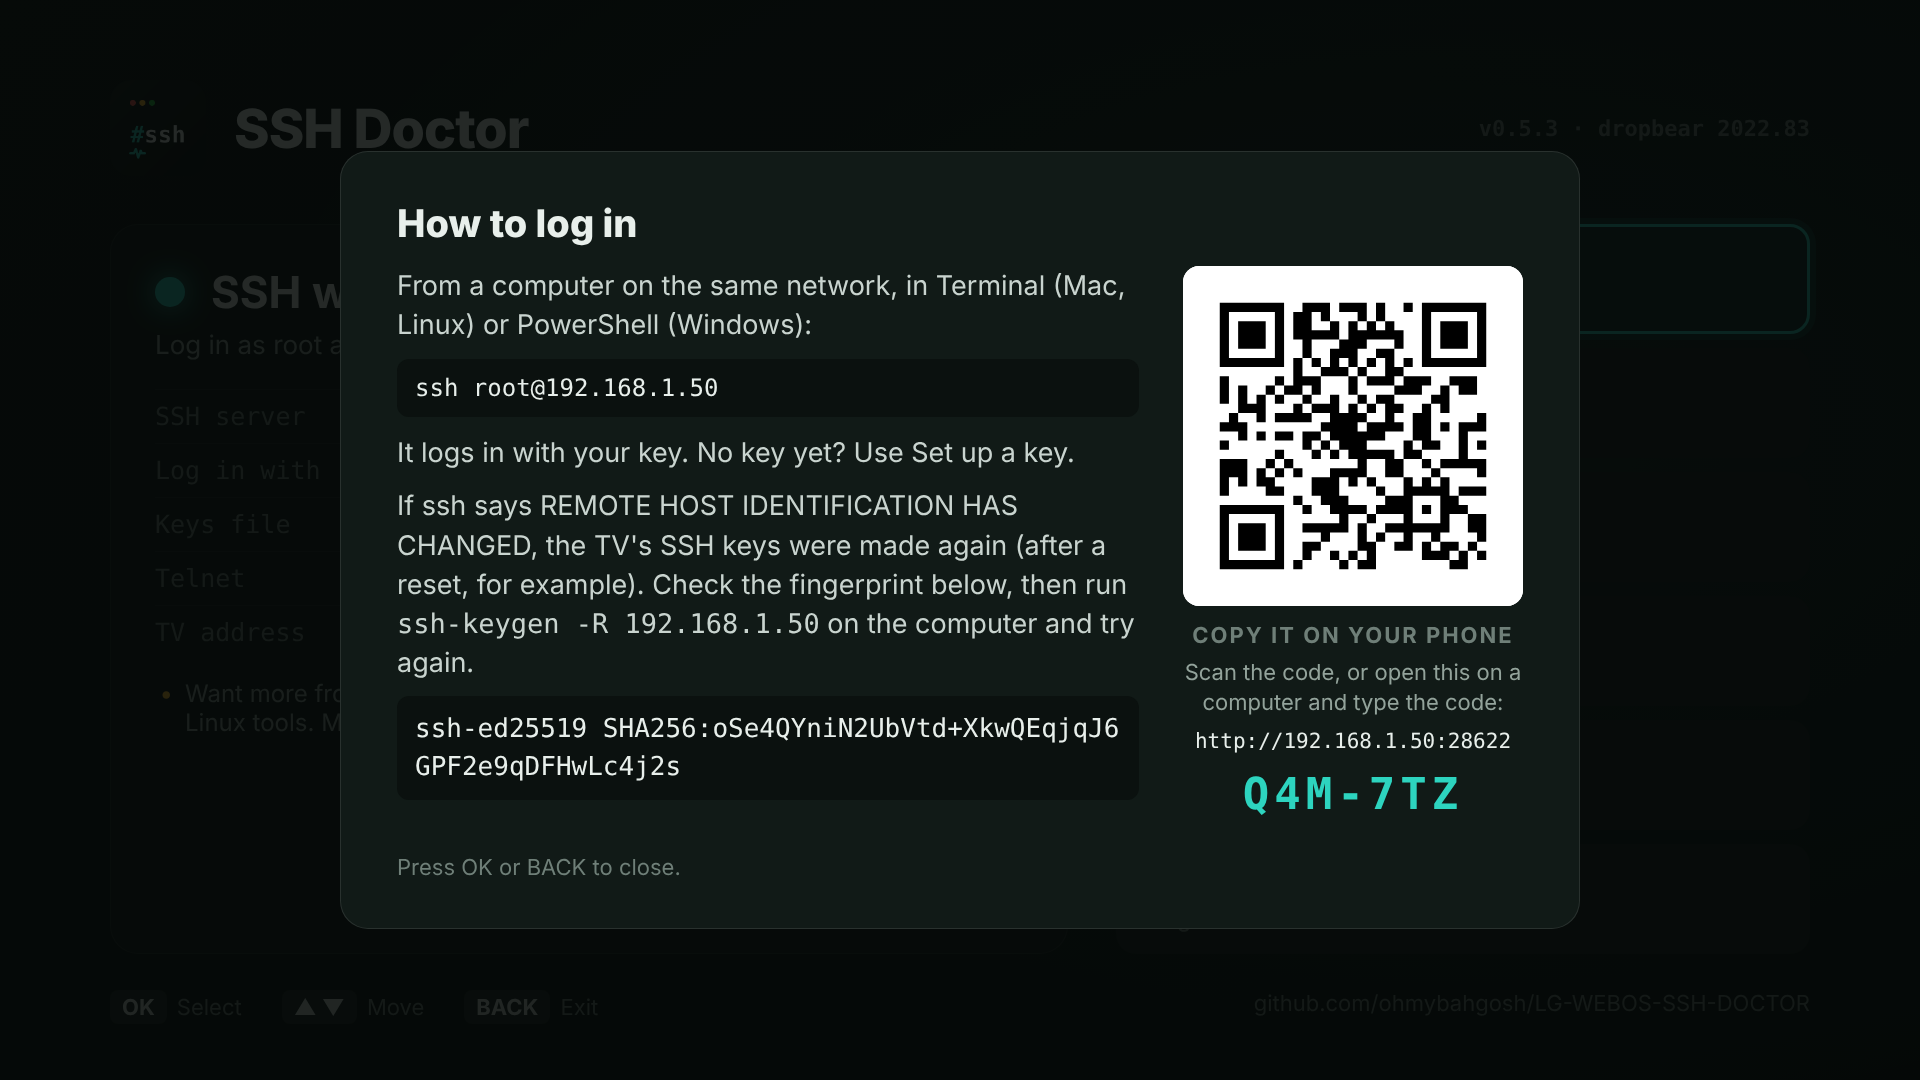 #ssh
SSH Doctor
v0.5.3 · dropbear 2022.83
SSH w
Log in as root a
SSH server
Log in with
Keys file
Telnet
TV address
• Want more fro
Linux tools. M
How to log in
From a computer on the same network, in Terminal (Mac,
Linux) or PowerShell (Windows):
ssh root@192.168.1.50
It logs in with your key. No key yet? Use Set up a key.
If ssh says REMOTE HOST IDENTIFICATION HAS
CHANGED, the TV's SSH keys were made again (after a
reset, for example). Check the fingerprint below, then run
ssh-keygen -R 192.168.1.50 on the computer and try
again.
ssh-ed25519 SHA256:oSe4QYniN2UbVtd+XkwQEqjqJ6
GPF2e9qDFHwLc4j2s
Press OK or BACK to close.
COPY IT ON YOUR PHONE
Scan the code, or open this on a
computer and type the code:
http://192.168.1.50:28622
Q4M-7TZ
OK Select ▲▼ Move BACK Exit
github.com/ohmybahgosh/LG-WEBOS-SSH-DOCTOR